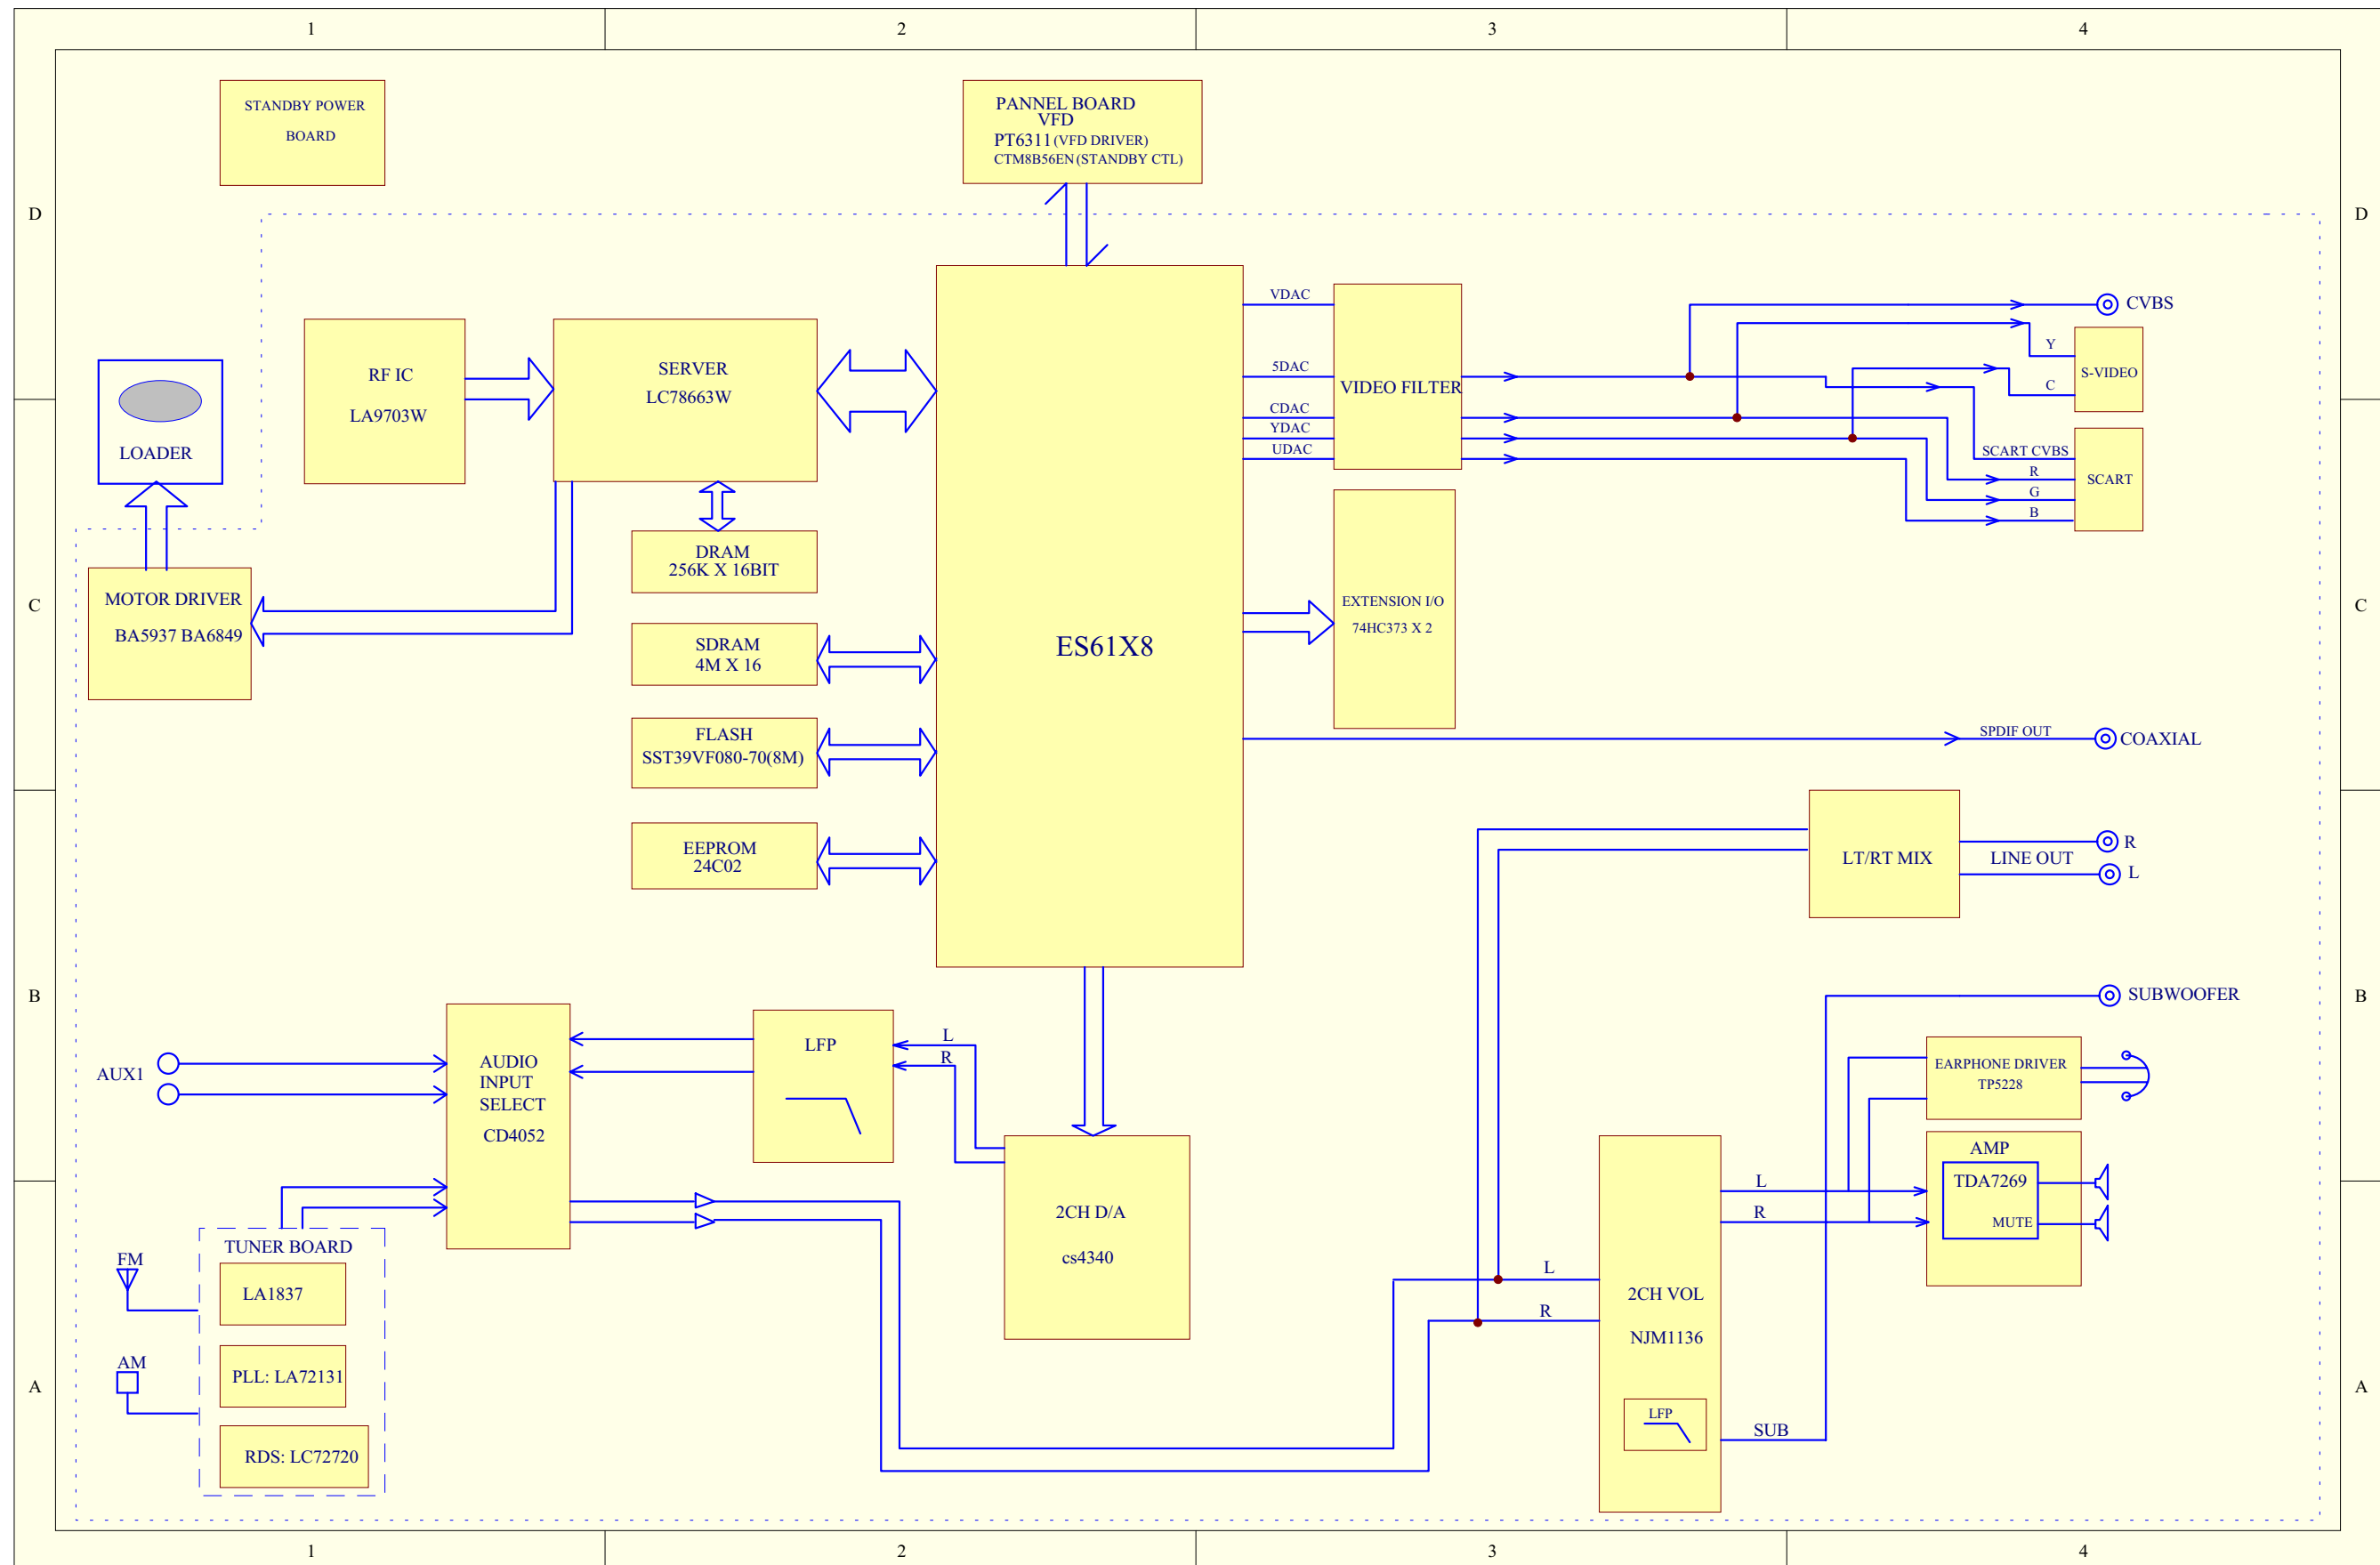 1
2
3
4
STANDBY POWER
BOARD
PANNEL BOARD
VFD
PT6311(VFD DRIVER)
CTM8B56EN(STANDBY CTL)
D
D
RF IC
LA9703W
SERVER
LC78663W
LOADER
VDAC
5DAC
CDAC
YDAC
UDAC
VIDEO FILTER
CVBS
Y
C
S-VIDEO
SCART CVBS
R
G
B
SCART
DRAM
256K X 16BIT
MOTOR DRIVER
BA5937 BA6849
C
C
SDRAM
4M X 16
ES61X8
EXTENSION I/O
74HC373 X 2
FLASH
SST39VF080-70(8M)
SPDIF OUT
COAXIAL
EEPROM
24C02
LT/RT MIX
LINE OUT
R
L
B
B
SUBWOOFER
AUX1
AUDIO
INPUT
SELECT
CD4052
LFP
L
R
EARPHONE DRIVER
TP5228
AMP
TDA7269
MUTE
L
R
2CH D/A
cs4340
TUNER BOARD
FM
LA1837
AM
PLL: LA72131
RDS: LC72720
L
R
2CH VOL
NJM1136
LFP
SUB
A
A
1
2
3
4